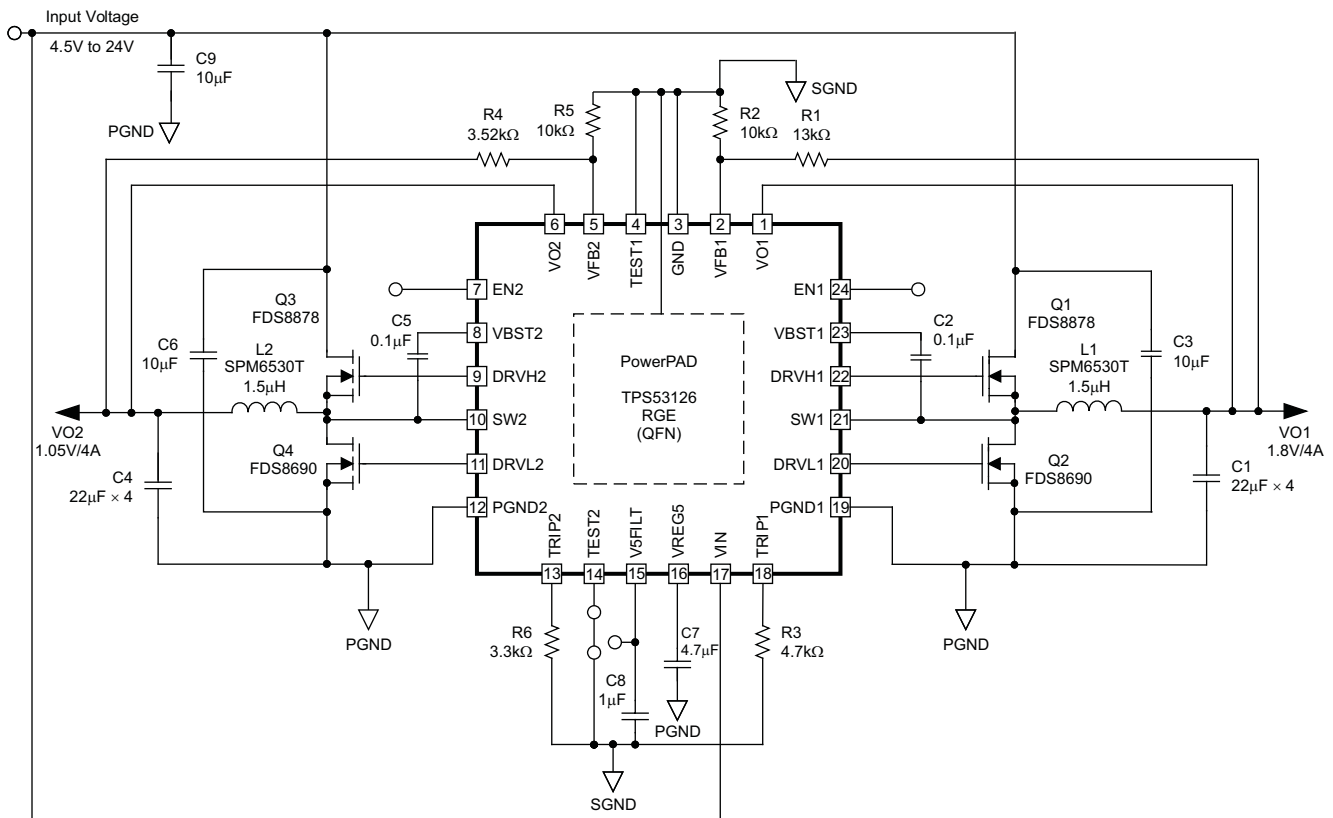 Input Voltage
4.5V to 24V
C9
10μF
PGND
SGND
R4
3.52kΩ
R5
10kΩ
R2
10kΩ
R1
13kΩ
6
5
4
3
2
1
VO2
VFB2
TEST1
GND
VFB1
VO1
7
EN2
EN1
24
8
VBST2
VBST1
23
9
DRVH2
DRVH1
22
10
SW2
SW1
21
11
DRVL2
DRVL1
20
12
PGND2
PGND1
19
PowerPAD
TPS53126
RGE
(QFN)
Q3
FDS8878
C5
0.1μF
C6
10μF
L2
SPM6530T
1.5μH
VO2
1.05V/4A
Q4
FDS8690
C4
22μF × 4
PGND
C2
0.1μF
Q1
FDS8878
C3
10μF
L1
SPM6530T
1.5μH
VO1
1.8V/4A
Q2
FDS8690
C1
22μF × 4
PGND
TRIP2
TEST2
V5FILT
VREG5
VIN
TRIP1
13
14
15
16
17
18
R6
3.3kΩ
C8
1μF
C7
4.7μF
PGND
R3
4.7kΩ
SGND